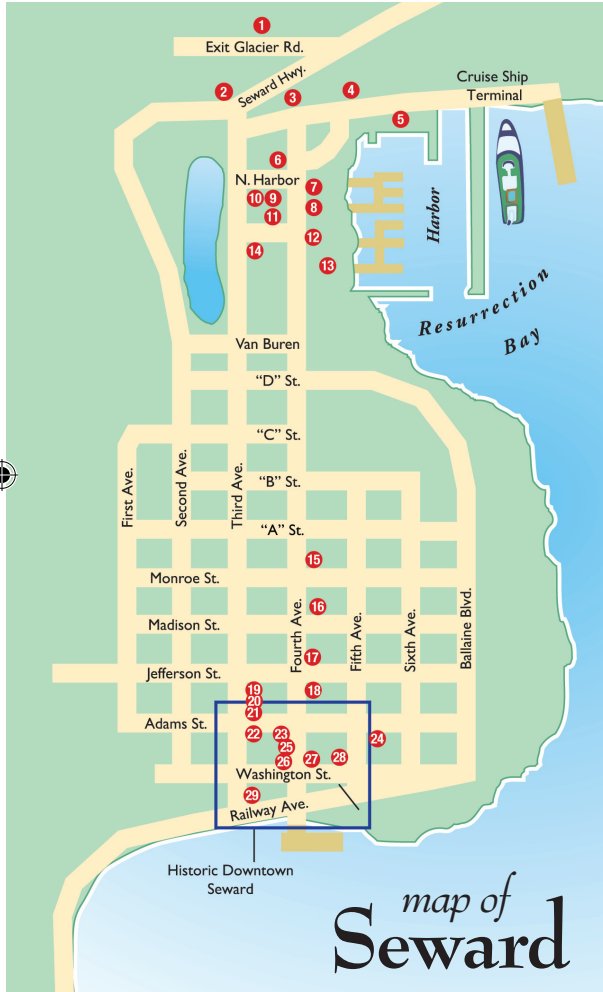 1
Exit Glacier Rd.
2
Seward Hwy.
3
4
Cruise Ship
Terminal
5
6
N. Harbor
7
10
9
8
11
Harbor
12
14
13
Resurrection
Bay
Van Buren
“D” St.
“C” St.
First Ave.
Second Ave.
Third Ave.
“B” St.
“A” St.
15
Monroe St.
16
Madison St.
Fourth Ave.
Fifth Ave.
Sixth Ave.
Ballaine Blvd.
17
Jefferson St.
19
18
20
21
Adams St.
22
23
24
25
26
27
28
Washington St.
29
Railway Ave.
Historic Downtown
Seward
map of
Seward